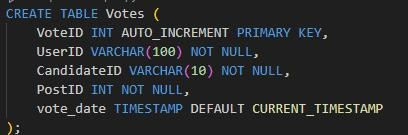 CREATE TABLE Votes (
    VoteID INT AUTO_INCREMENT PRIMARY KEY,
    UserID VARCHAR(100) NOT NULL,
    CandidateID VARCHAR(10) NOT NULL,
    PostID INT NOT NULL,
    vote_date TIMESTAMP DEFAULT CURRENT_TIMESTAMP
);